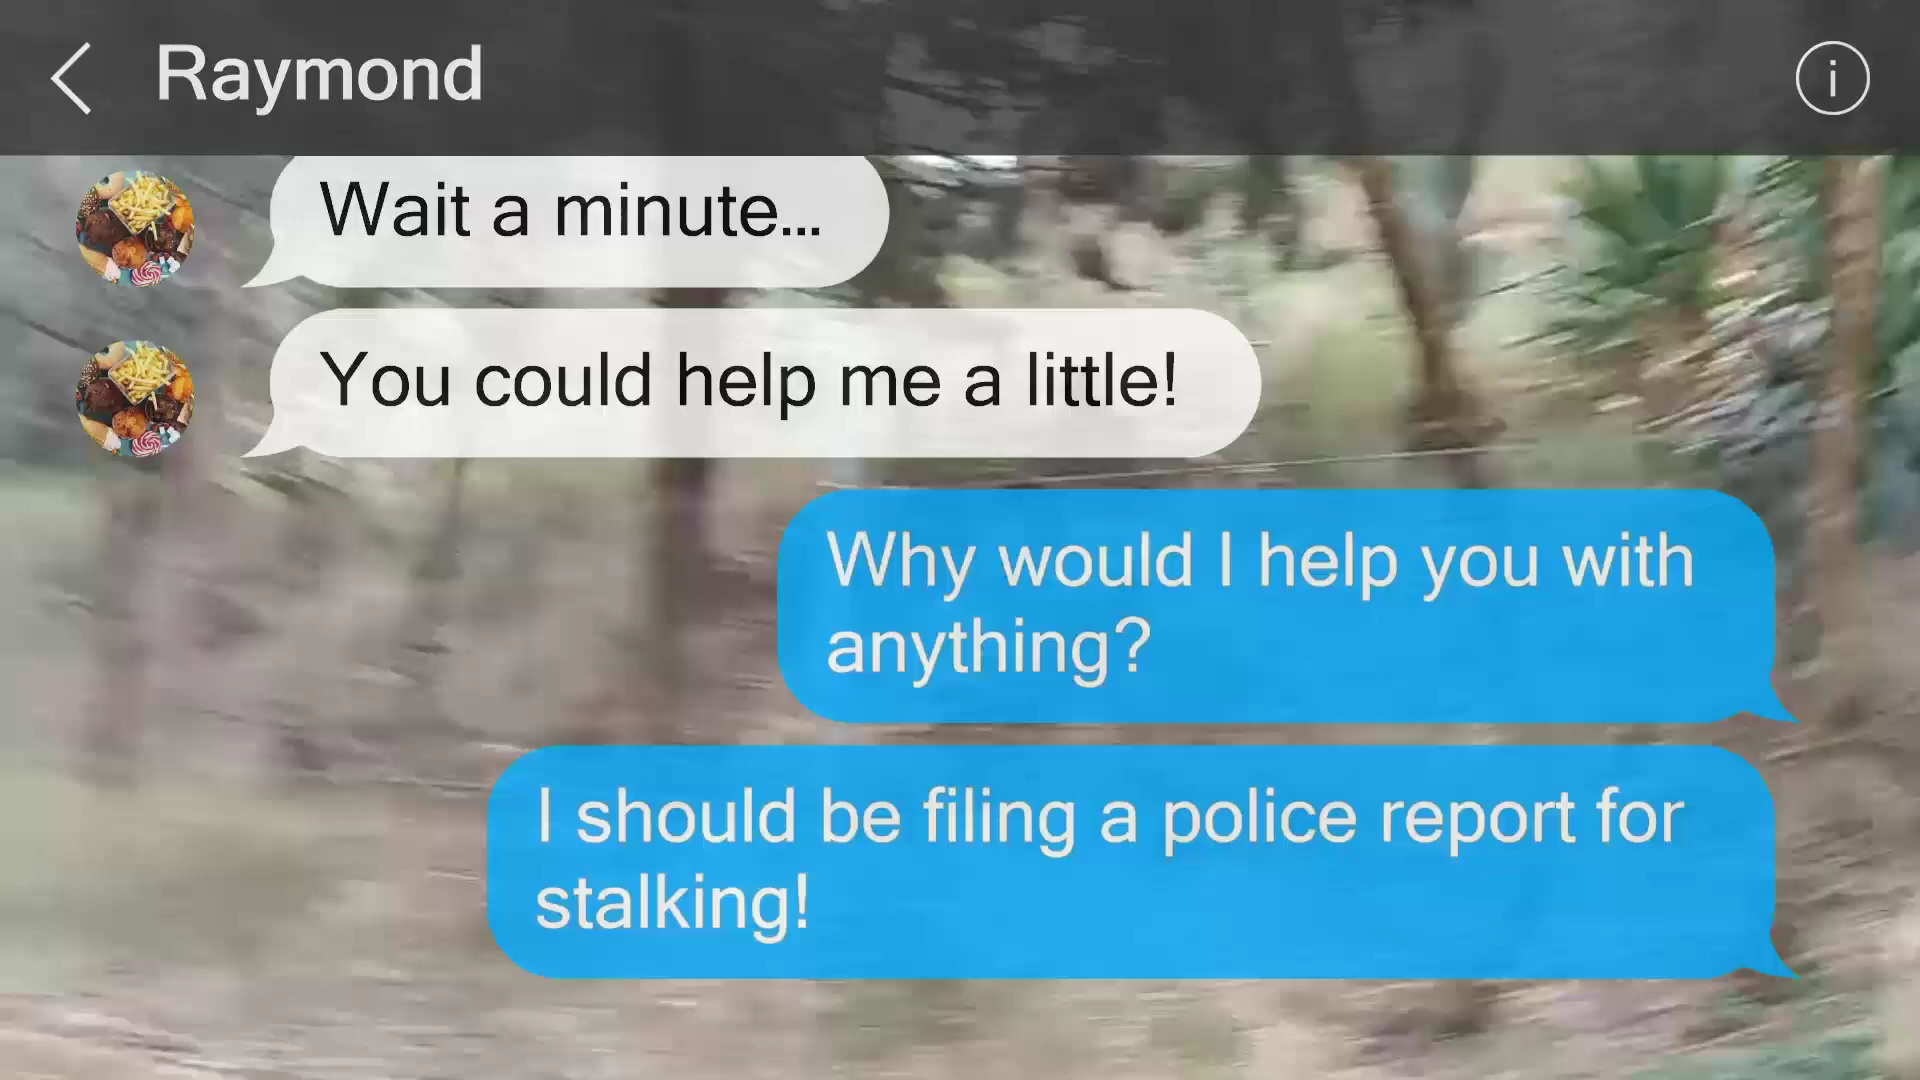 Raymond
Wait a minute...
You could help me a little!
Why would I help you with
anything?
I should be filing a police report for
stalking!